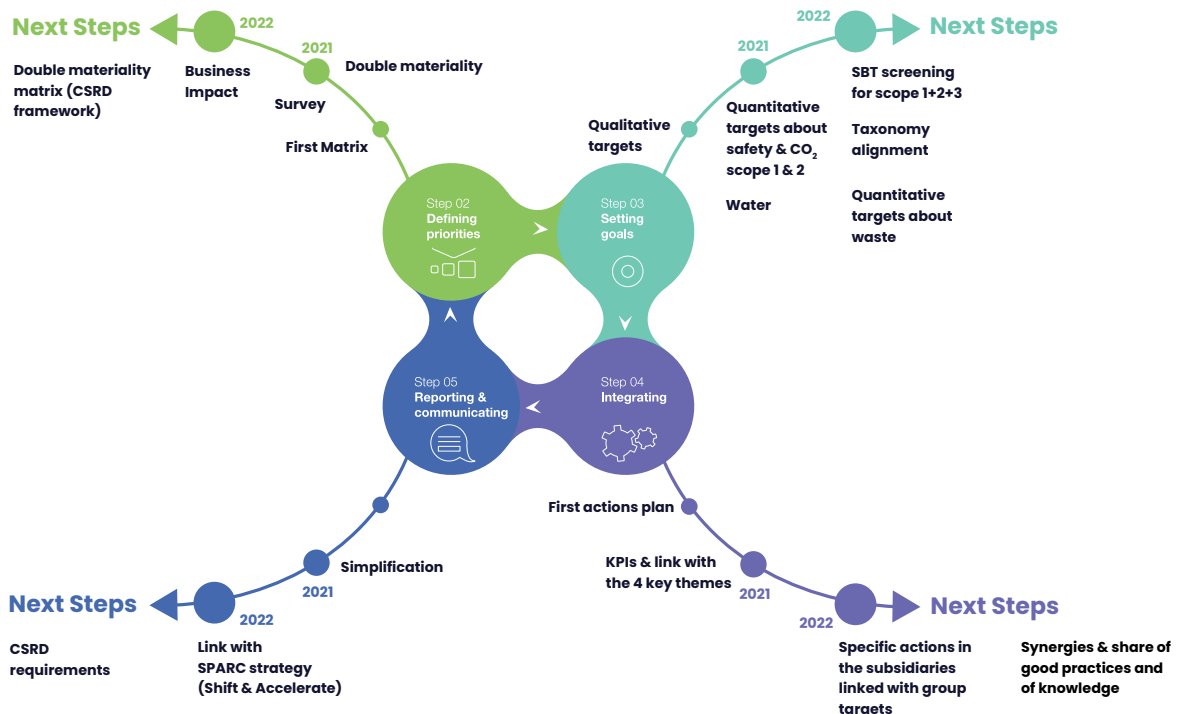 Next Steps
2022
2021
Double materiality
matrix (CSRD
framework)
Business
Impact
Double materiality
Survey
First Matrix
2022
Next Steps
2021
SBT screening
for scope 1+2+3
Taxonomy
alignment
Quantitative
targets about
waste
Quantitative
targets about
safety & CO₂
scope 1 & 2
Water
Qualitative
targets
Step 02
Defining
priorities
Step 03
Setting
goals
Step 05
Reporting &
communicating
Step 04
Integrating
First actions plan
KPIs & link with
the 4 key themes
2021
2022
Next Steps
Specific actions in
the subsidiaries
linked with group
targets
Synergies & share of
good practices and
of knowledge
Simplification
2021
2022
Next Steps
CSRD
requirements
Link with
SPARC strategy
(Shift & Accelerate)